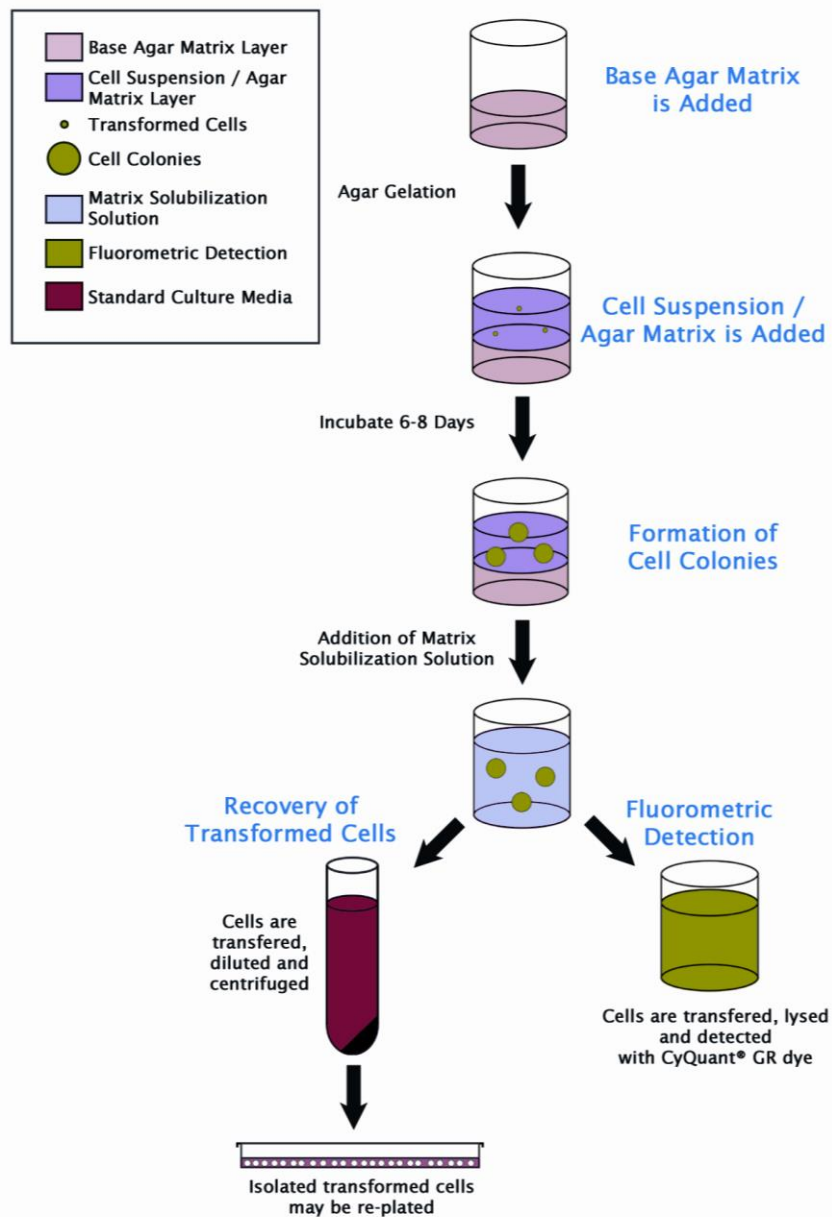 Base Agar Matrix Layer
Cell Suspension / Agar
Matrix Layer
Transformed Cells
Cell Colonies
Matrix Solubilization
Solution
Fluorometric Detection
Standard Culture Media
Base Agar Matrix
is Added
Agar Gelation
Cell Suspension /
Agar Matrix is Added
Incubate 6-8 Days
Formation of
Cell Colonies
Addition of Matrix
Solubilization Solution
Recovery of
Transformed Cells
Fluorometric
Detection
Cells are
transfered,
diluted and
centrifuged
Cells are transfered, lysed
and detected
with CyQuant® GR dye
Isolated transformed cells
may be re-plated